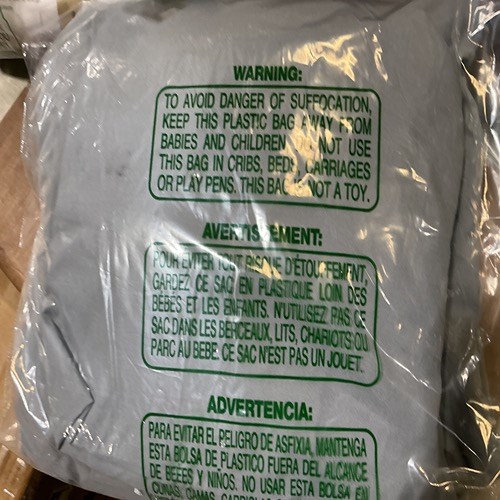 WARNING:
TO AVOID DANGER OF SUFFOCATION,
KEEP THIS PLASTIC BAG AWAY FROM
BABIES AND CHILDREN NOT USE
THIS BAG IN CRIBS, BEDS, CARRIAGES
OR PLAY PENS. THIS BAG IS NOT A TOY.
AVERTISSEMENT:
POUR EVITER TOUT RISQUE D'ÉTOUFFEMENT,
GARDEZ CE SAC EN PLASTIQUE LOIN DES
BÉBÉS ET LES ENFANTS. N'UTILISEZ PAS CE
SAC DANS LES BERCEAUX, LITS, CHARIOTS OU
PARC AU BEBE. CE SAC N'EST PAS UN JOUET.
ADVERTENCIA:
PARA EVITAR EL PELIGRO DE ASFIXIA, MANTENGA
ESTA BOLSA DE PLASTICO FUERA DEL ALCANCE
DE BEBES Y NIÑOS. NO USAR ESTA BOLSA EN
CUNAS, CAMAS,